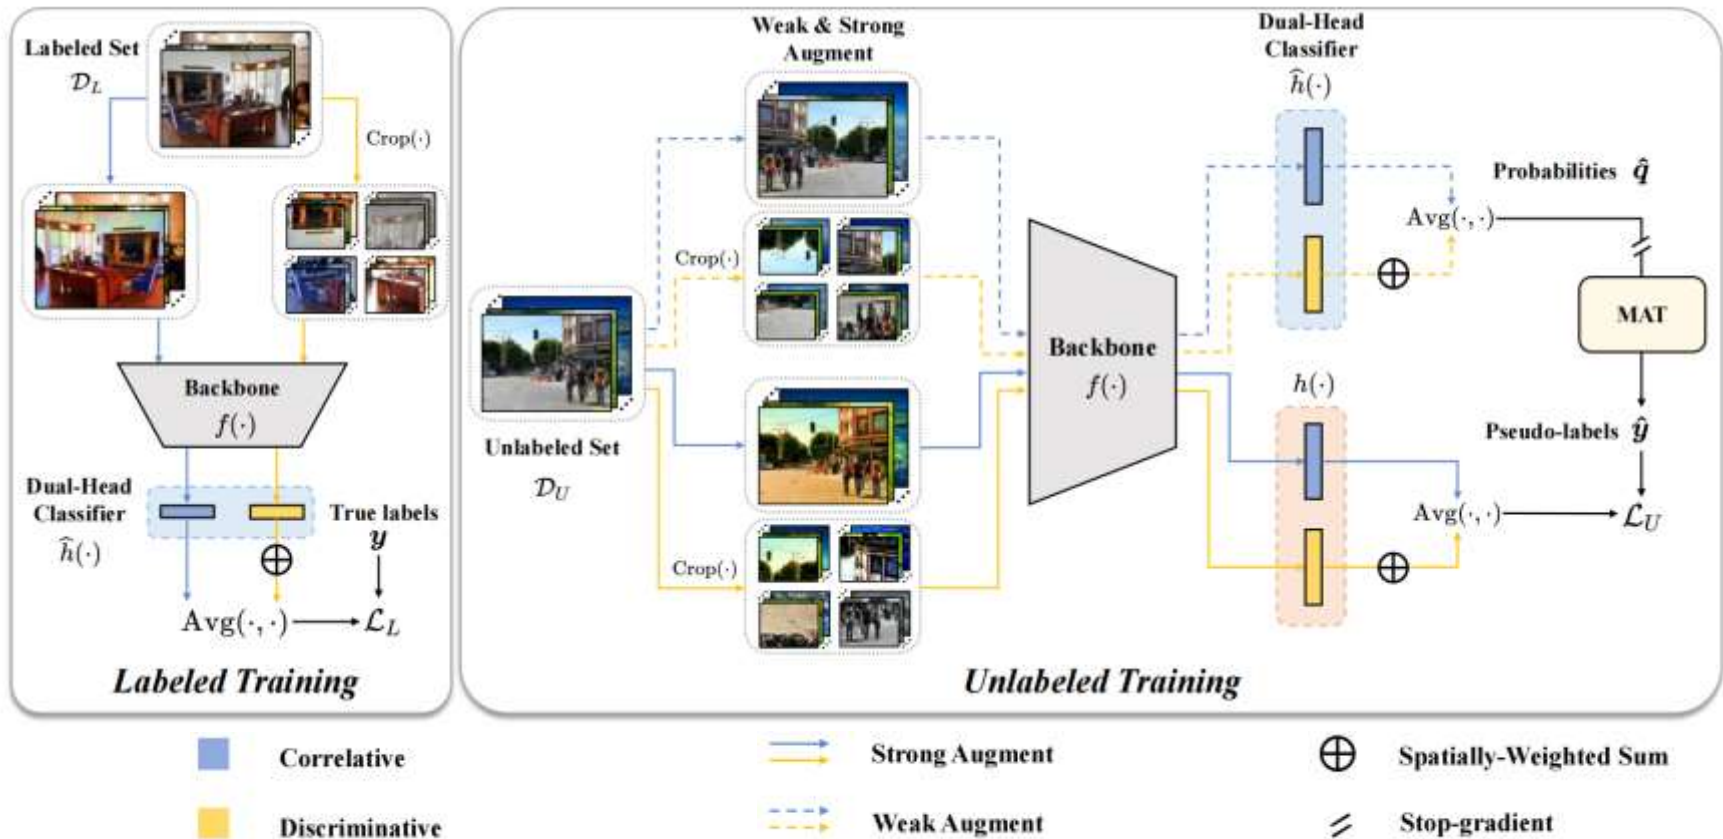 Labeled Set
𝒟_L
Crop(·)
Backbone
f(·)
Dual-Head
Classifier
ĥ(·)
True labels
y
Avg(·,·)
ℒ_L
Labeled Training
Weak & Strong
Augment
Crop(·)
Unlabeled Set
𝒟_U
Crop(·)
Backbone
f(·)
Dual-Head
Classifier
ĥ(·)
Probabilities q̂
Avg(·,·)
MAT
h(·)
Pseudo-labels ŷ
Avg(·,·)
ℒ_U
Unlabeled Training
Correlative
Strong Augment
Spatially-Weighted Sum
Discriminative
Weak Augment
Stop-gradient